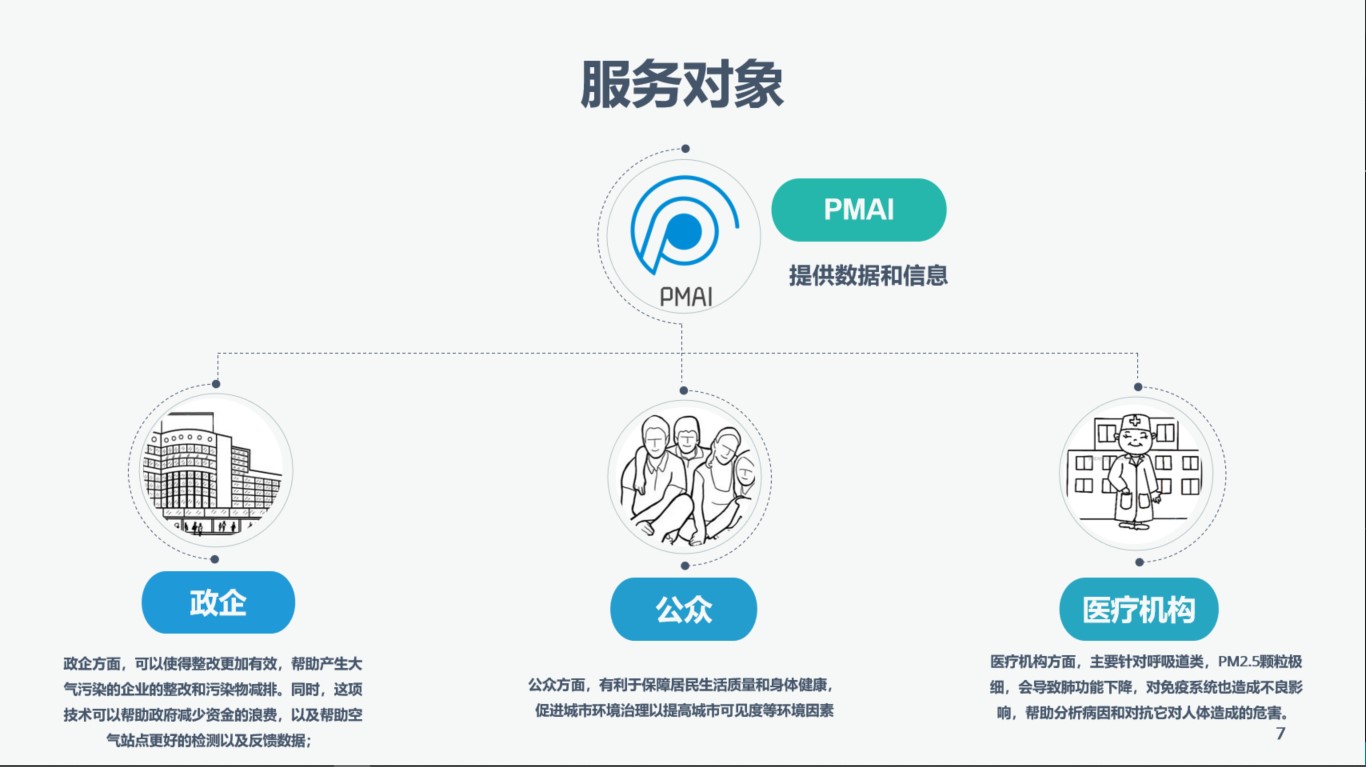 服务对象
PMAI
PMAI
提供数据和信息
政企
政企方面，可以使得整改更加有效，帮助产生大
气污染的企业的整改和污染物减排。同时，这项
技术可以帮助政府减少资金的浪费，以及帮助空
气站点更好的检测以及反馈数据；
公众
公众方面，有利于保障居民生活质量和身体健康，
促进城市环境治理以提高城市可见度等环境因素
医疗机构
医疗机构方面，主要针对呼吸道类，PM2.5颗粒极
细，会导致肺功能下降，对免疫系统也造成不良影
响，帮助分析病因和对抗它对人体造成的危害。
7